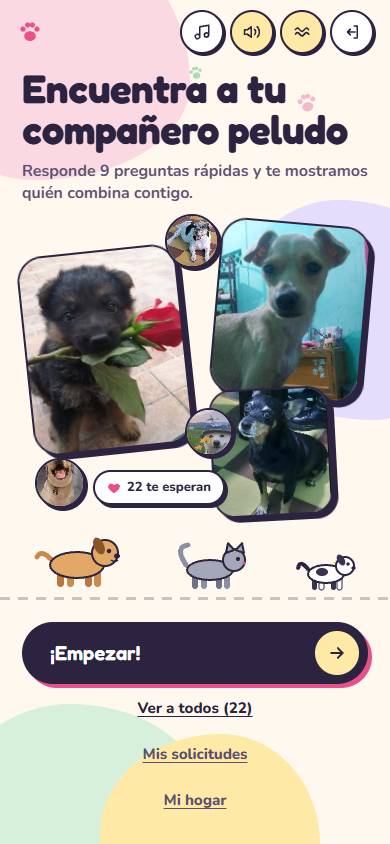 Encuentra a tu
compañero peludo
Responde 9 preguntas rápidas y te mostramos
quién combina contigo.
22 te esperan
¡Empezar!
Ver a todos (22)
Mis solicitudes
Mi hogar